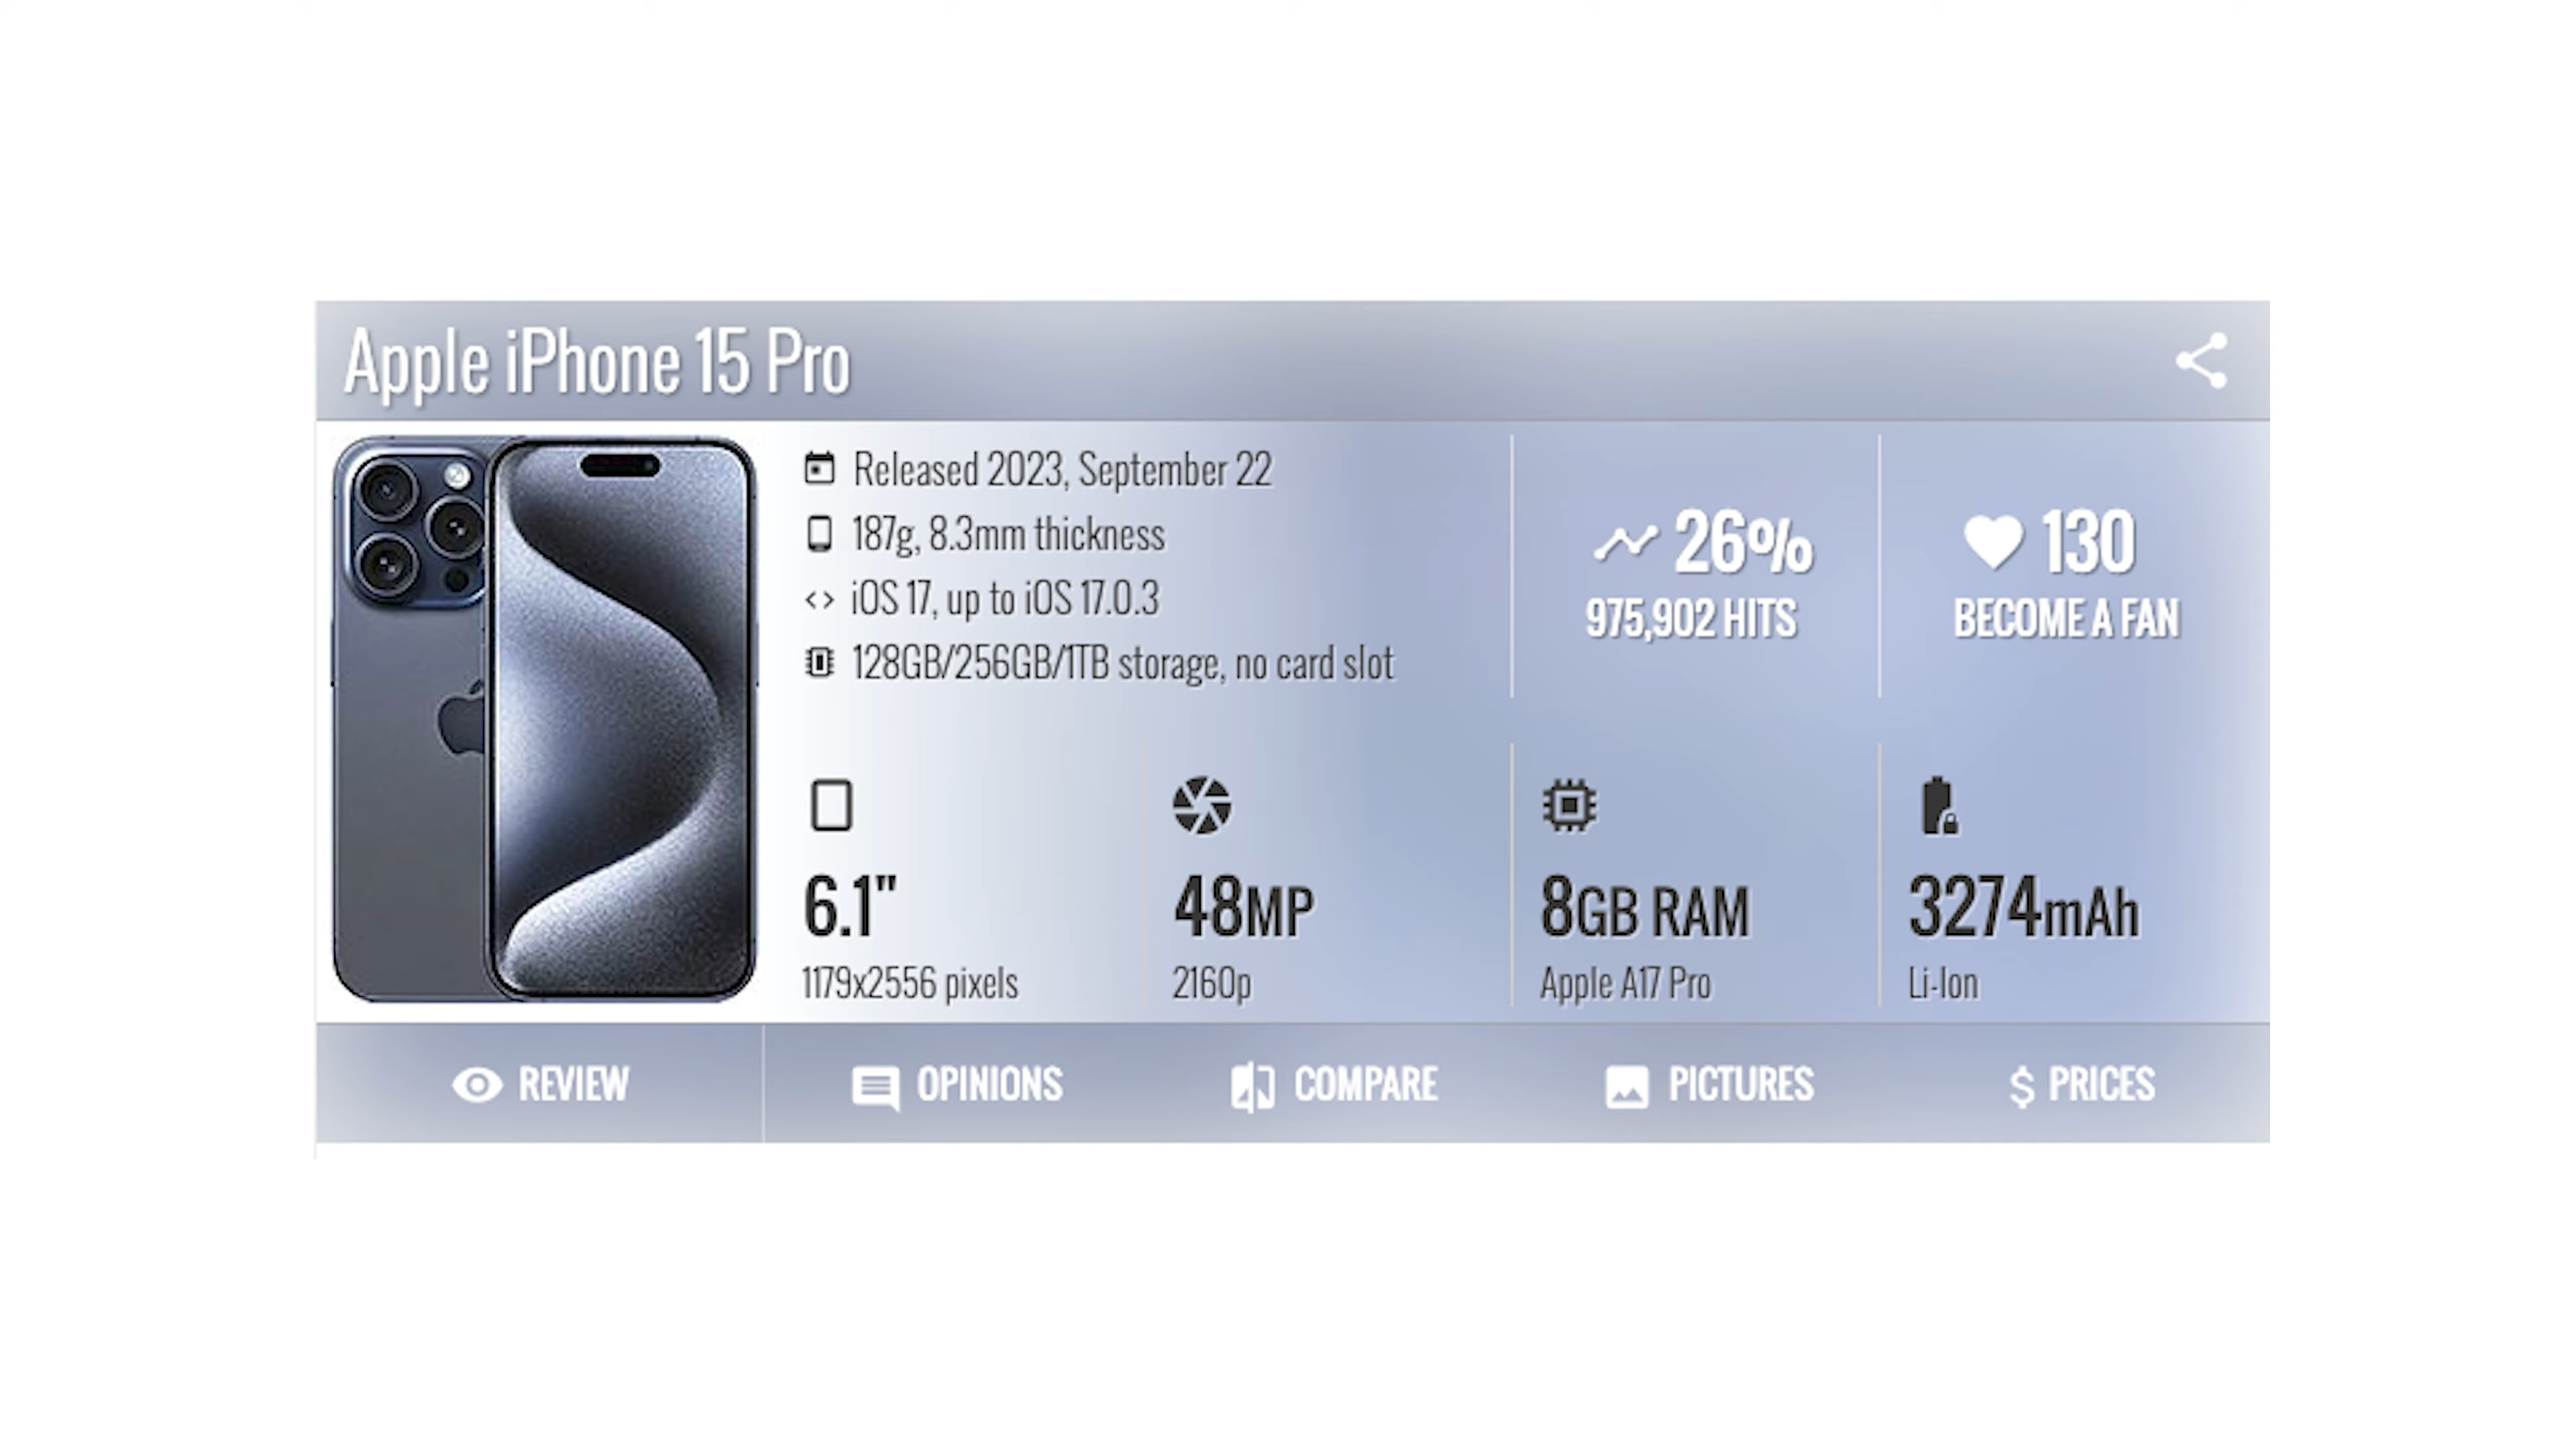 Apple iPhone 15 Pro
Released 2023, September 22
187g, 8.3mm thickness
iOS 17, up to iOS 17.0.3
128GB/256GB/1TB storage, no card slot
26%
975,902 HITS
130
BECOME A FAN
6.1"
1179x2556 pixels
48MP
2160p
8GB RAM
Apple A17 Pro
3274mAh
Li-Ion
REVIEW
OPINIONS
COMPARE
PICTURES
PRICES